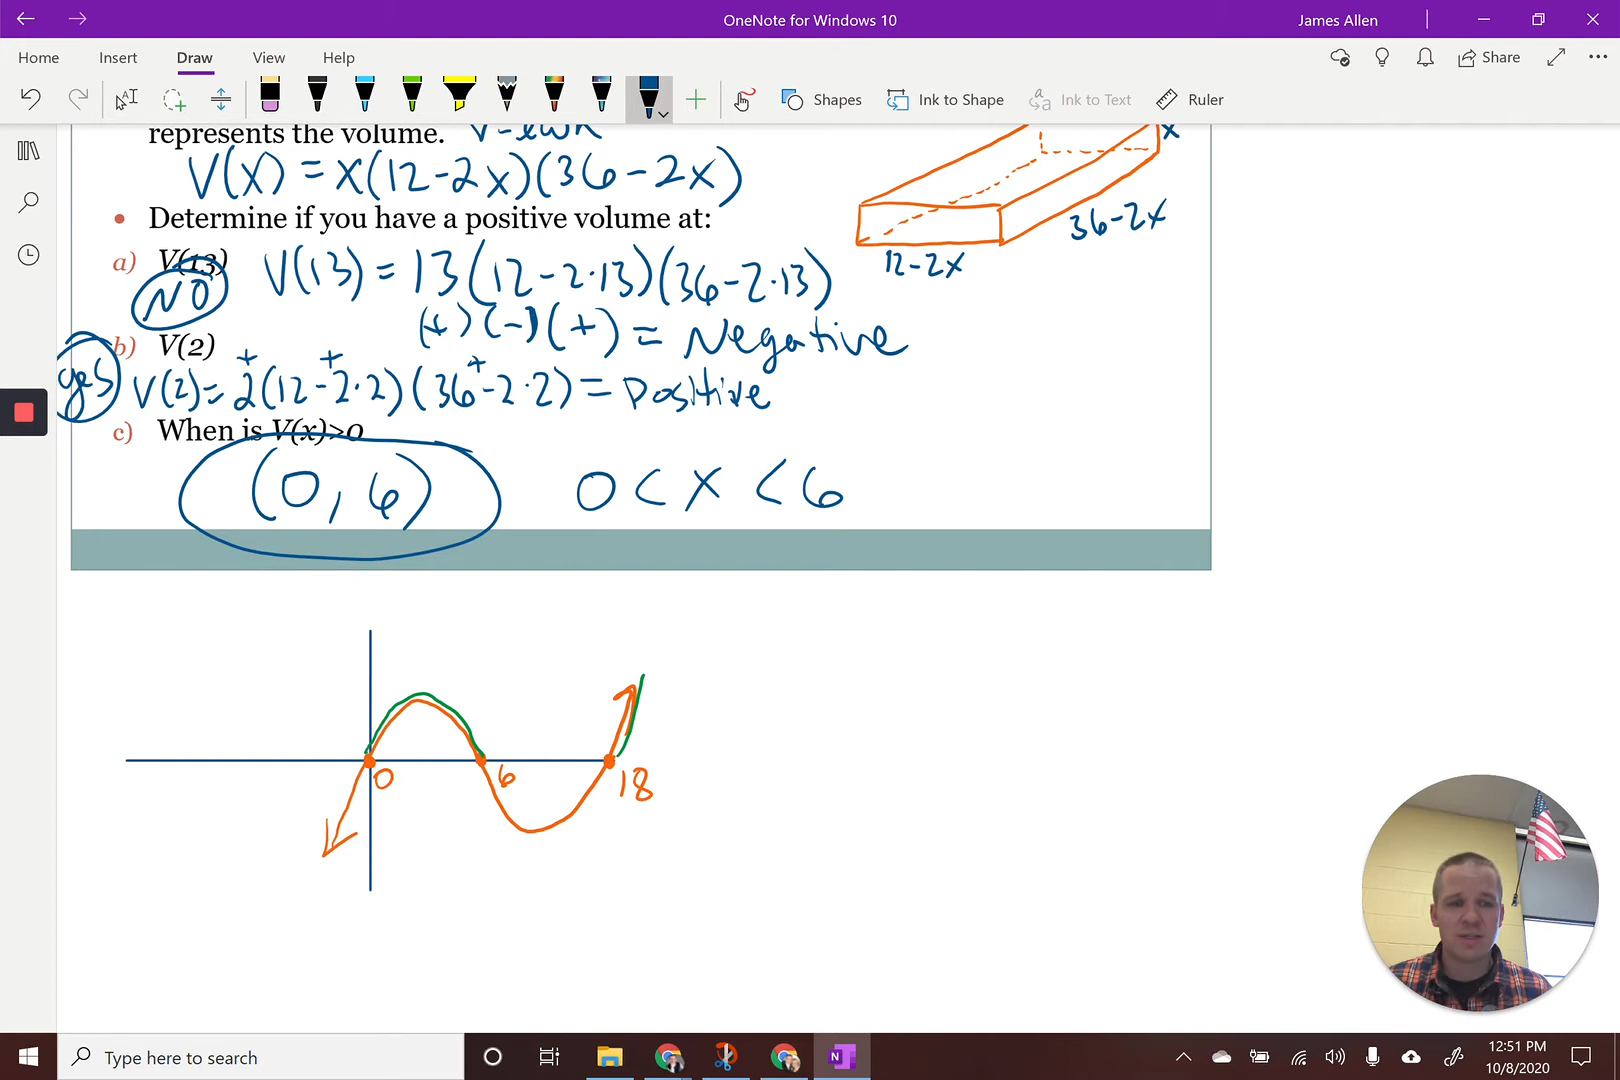 OneNote for Windows 10
James Allen
Home Insert Draw View Help
Share
Shapes Ink to Shape Ink to Text Ruler
represents the volume. V=lwh
V(x) = x(12-2x)(36-2x)
x
36-2x
12-2x
• Determine if you have a positive volume at:
a) V(13) V(13) = 13(12-2·13)(36-2·13)
NO
(+)(-)(+) = Negative
b) V(2)
yes
+ + +
V(2)= 2(12-2·2)(36-2·2) = Positive
c) When is V(x)>0
(0, 6) 0 < x < 6
0 6 18
Type here to search
12:51 PM
10/8/2020